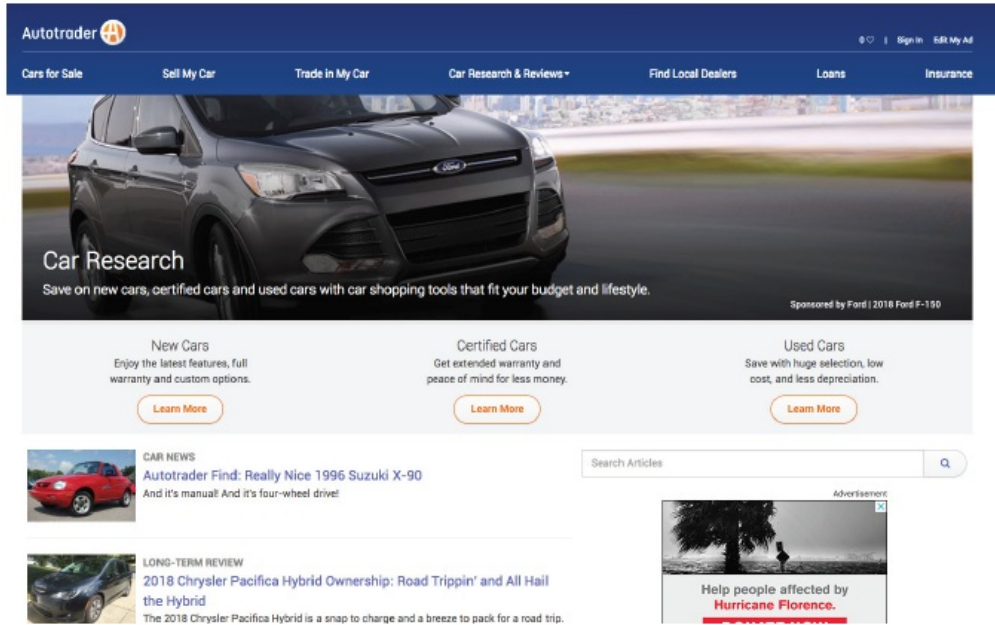 Autotrader
0 | Sign In Edit My Ad
Cars for Sale Sell My Car Trade in My Car Car Research & Reviews Find Local Dealers Loans Insurance
Ford
Car Research
Save on new cars, certified cars and used cars with car shopping tools that fit your budget and lifestyle.
Sponsored by Ford | 2018 Ford F-150
New Cars
Enjoy the latest features, full
warranty and custom options.
Learn More
Certified Cars
Get extended warranty and
peace of mind for less money.
Learn More
Used Cars
Save with huge selection, low
cost, and less depreciation.
Learn More
CAR NEWS
Autotrader Find: Really Nice 1996 Suzuki X-90
And it's manual! And it's four-wheel drive!
LONG-TERM REVIEW
2018 Chrysler Pacifica Hybrid Ownership: Road Trippin' and All Hail
the Hybrid
The 2018 Chrysler Pacifica Hybrid is a snap to charge and a breeze to pack for a road trip.
Search Articles
Advertisement
Help people affected by
Hurricane Florence.
DONATE NOW